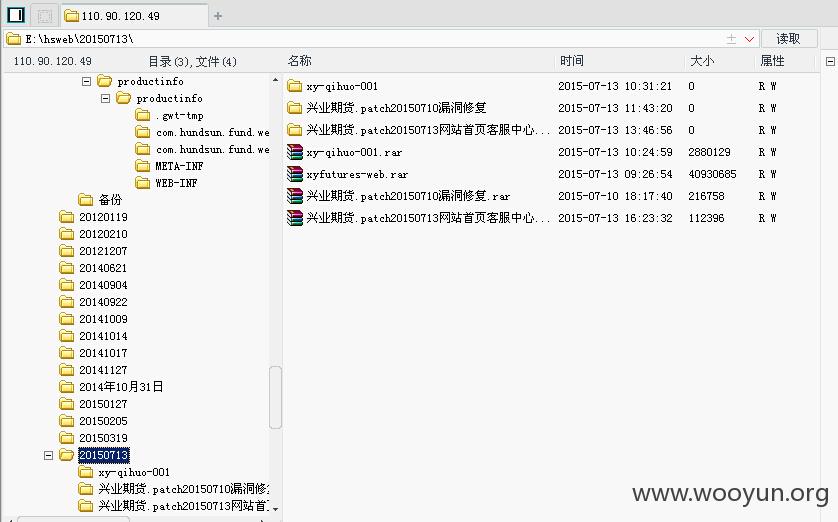 110.90.120.49
E:\hsweb\20150713\
读取
110.90.120.49 目录(3),文件(4)
名称 时间 大小 属性
productinfo
productinfo
.gwt-tmp
com.hundsun.fund.we
com.hundsun.fund.we
META-INF
WEB-INF
备份
20120119
20120210
20121207
20140621
20140904
20140922
20141009
20141014
20141017
20141127
2014年10月31日
20150127
20150205
20150319
20150713
xy-qihuo-001
兴业期货.patch20150710漏洞修
兴业期货.patch20150713网站首
xy-qihuo-001 2015-07-13 10:31:21 0 R W
兴业期货.patch20150710漏洞修复 2015-07-13 11:43:20 0 R W
兴业期货.patch20150713网站首页客服中心... 2015-07-13 13:46:56 0 R W
xy-qihuo-001.rar 2015-07-13 10:24:59 2880129 R W
xyfutures-web.rar 2015-07-13 09:26:54 40930685 R W
兴业期货.patch20150710漏洞修复.rar 2015-07-10 18:17:40 216758 R W
兴业期货.patch20150713网站首页客服中心... 2015-07-13 16:23:32 112396 R W
www.wooyun.org